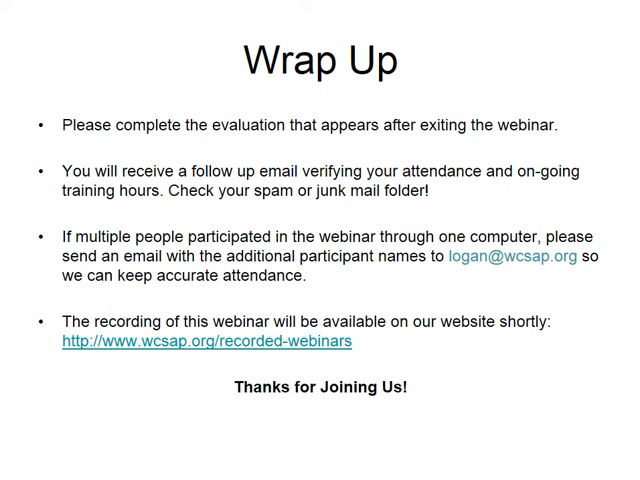 Wrap Up
• Please complete the evaluation that appears after exiting the webinar.
• You will receive a follow up email verifying your attendance and on-going
training hours. Check your spam or junk mail folder!
• If multiple people participated in the webinar through one computer, please
send an email with the additional participant names to logan@wcsap.org so
we can keep accurate attendance.
• The recording of this webinar will be available on our website shortly:
http://www.wcsap.org/recorded-webinars
Thanks for Joining Us!